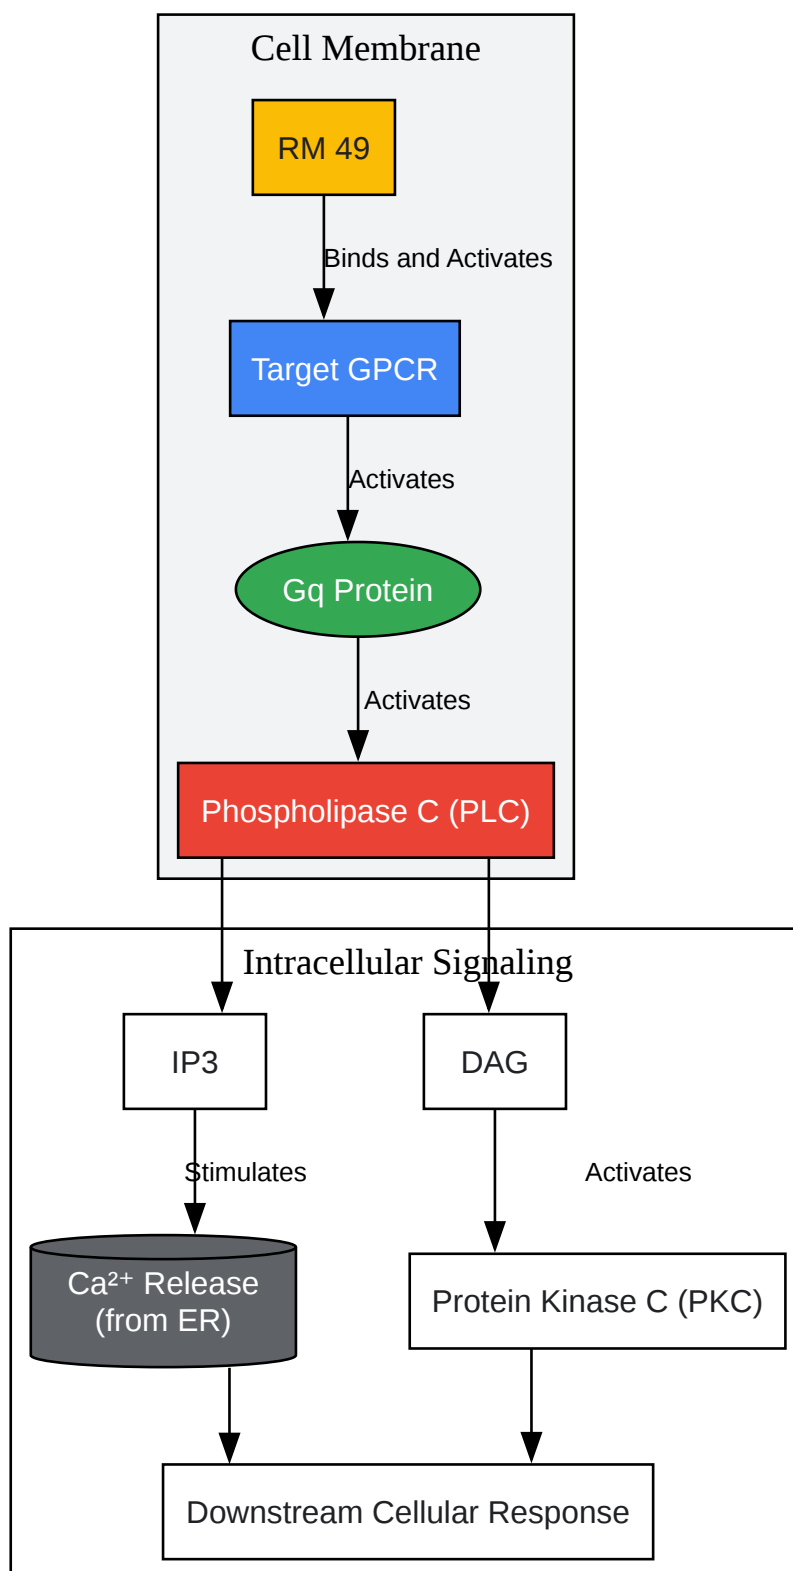 Cell Membrane
RM 49
Binds and Activates
Target GPCR
Activates
Gq Protein
Activates
Phospholipase C (PLC)
Intracellular Signaling
IP3
DAG
Stimulates
Activates
Ca²⁺ Release
(from ER)
Protein Kinase C (PKC)
Downstream Cellular Response